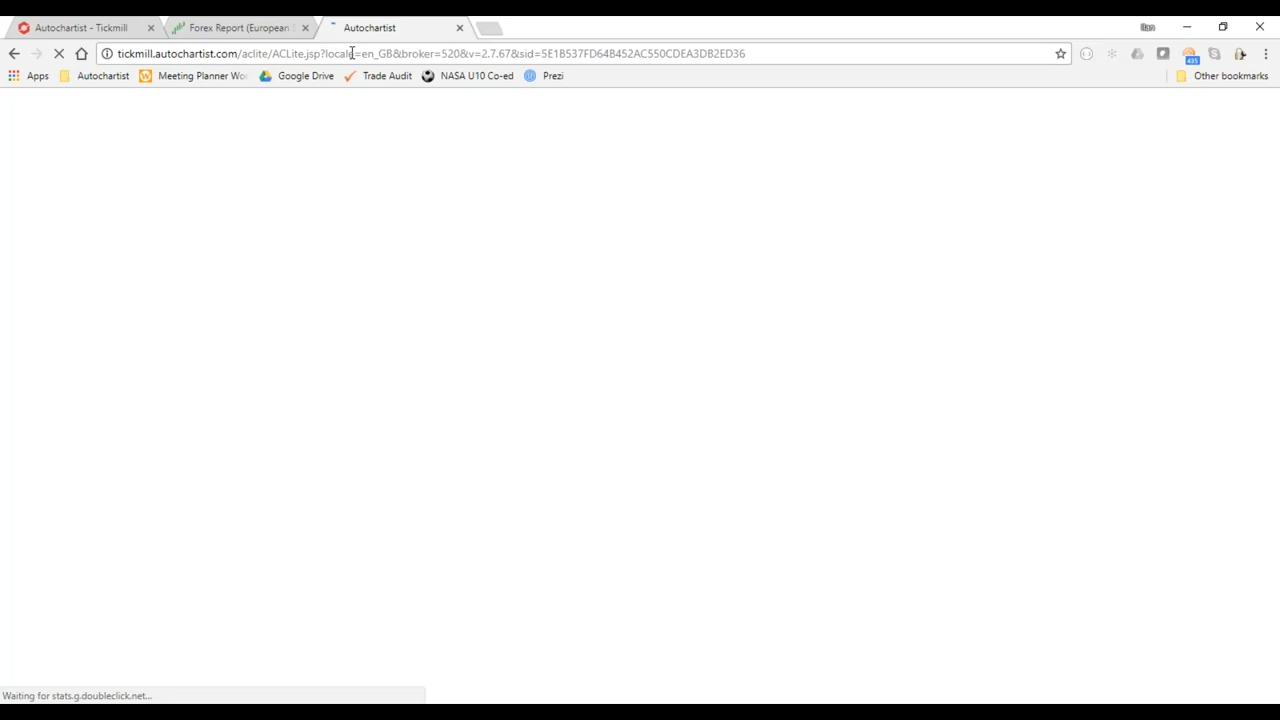 Autochartist - Tickmill
Forex Report (European
Autochartist
Ilan
tickmill.autochartist.com/aclite/ACLite.jsp?locale=en_GB&broker=520&v=2.7.67&sid=5E1B537FD64B452AC550CDEA3DB2ED36
435
Apps Autochartist Meeting Planner Wo Google Drive Trade Audit NASA U10 Co-ed Prezi Other bookmarks
Waiting for stats.g.doubleclick.net...